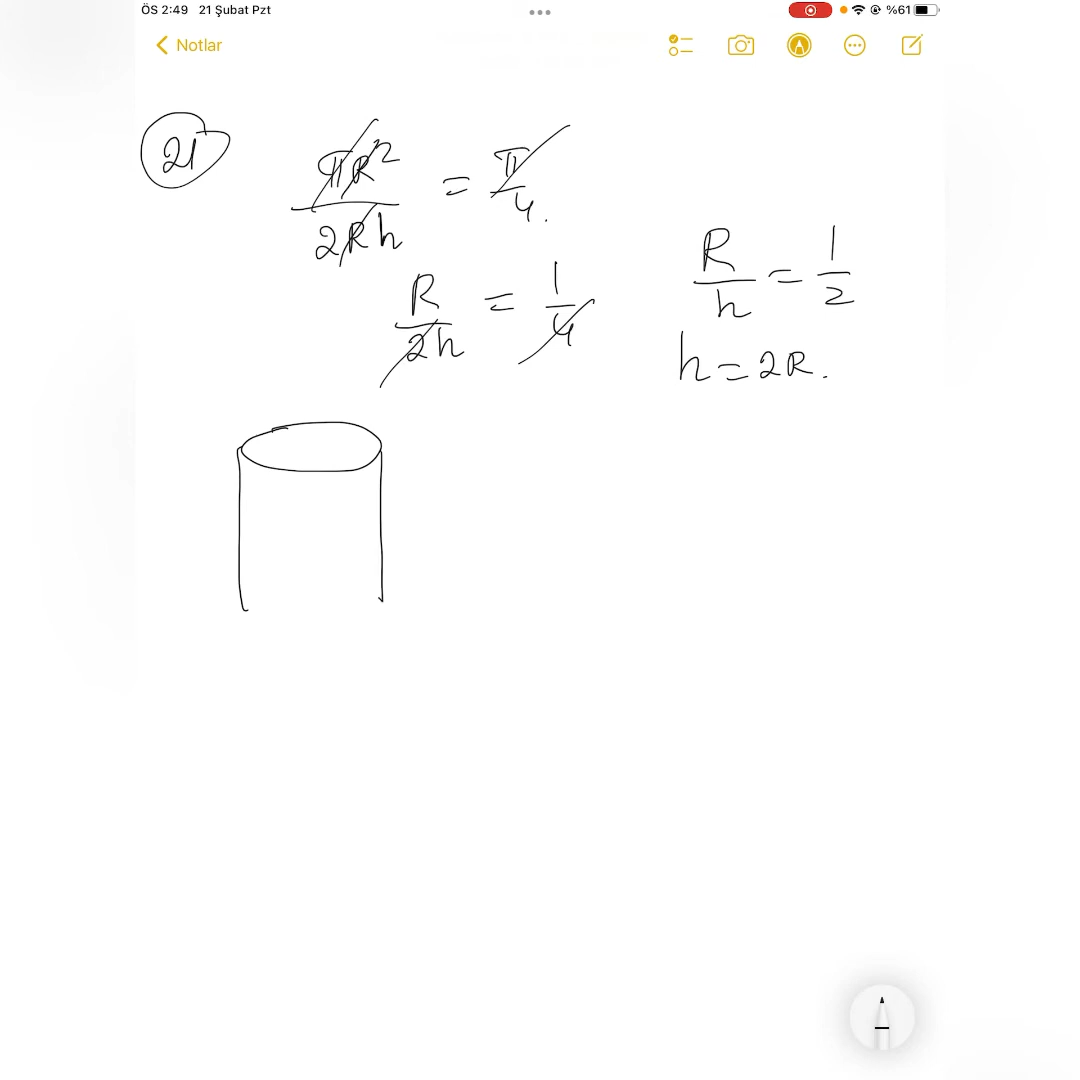 ÖS 2:49 21 Şubat Pzt
%61
Notlar
21
πR²/2Rh = π/4.
R/2h = 1/4
R/h = 1/2
h = 2R.